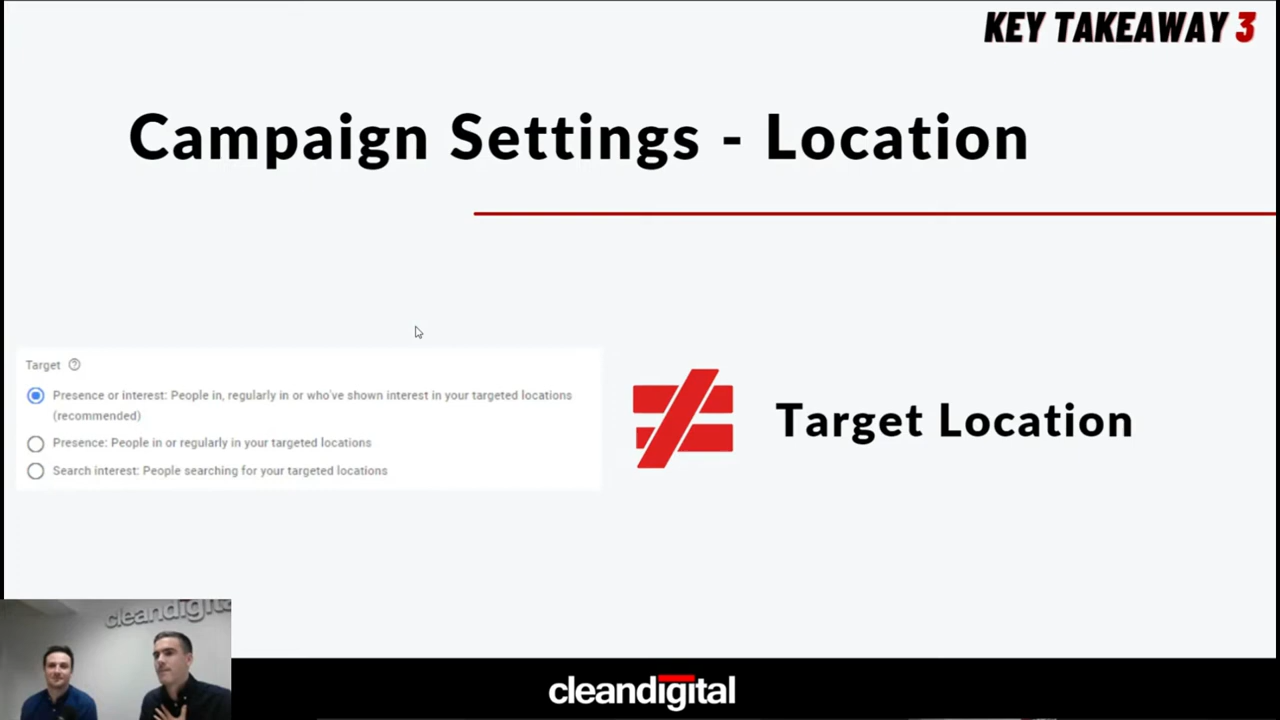 KEY TAKEAWAY 3
Campaign Settings - Location
Target
Presence or interest: People in, regularly in or who've shown interest in your targeted locations
(recommended)
Presence: People in or regularly in your targeted locations
Search interest: People searching for your targeted locations
Target Location
cleandigital
cleandigital